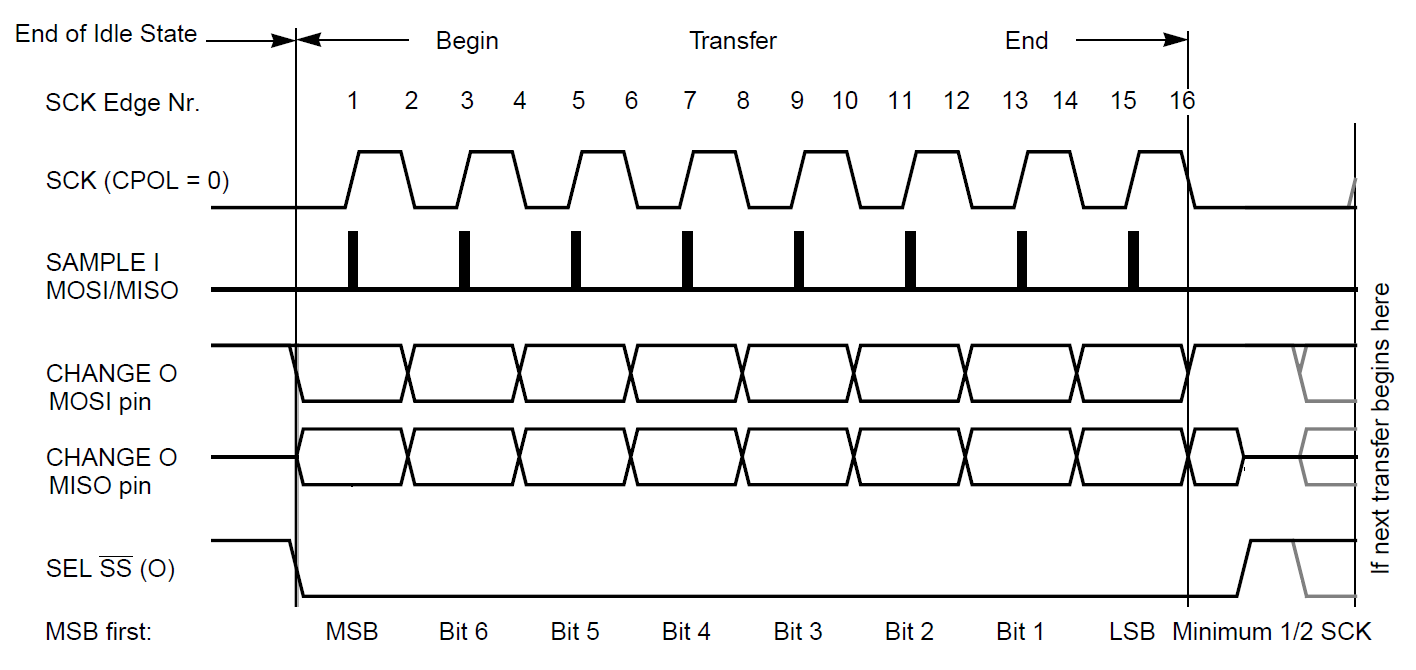 End of Idle State Begin Transfer End
SCK Edge Nr. 1 2 3 4 5 6 7 8 9 10 11 12 13 14 15 16
SCK (CPOL = 0)
SAMPLE I
MOSI/MISO
CHANGE O
MOSI pin
CHANGE O
MISO pin
SEL S̅S̅ (O)
MSB first: MSB Bit 6 Bit 5 Bit 4 Bit 3 Bit 2 Bit 1 LSB Minimum 1/2 SCK
If next transfer begins here